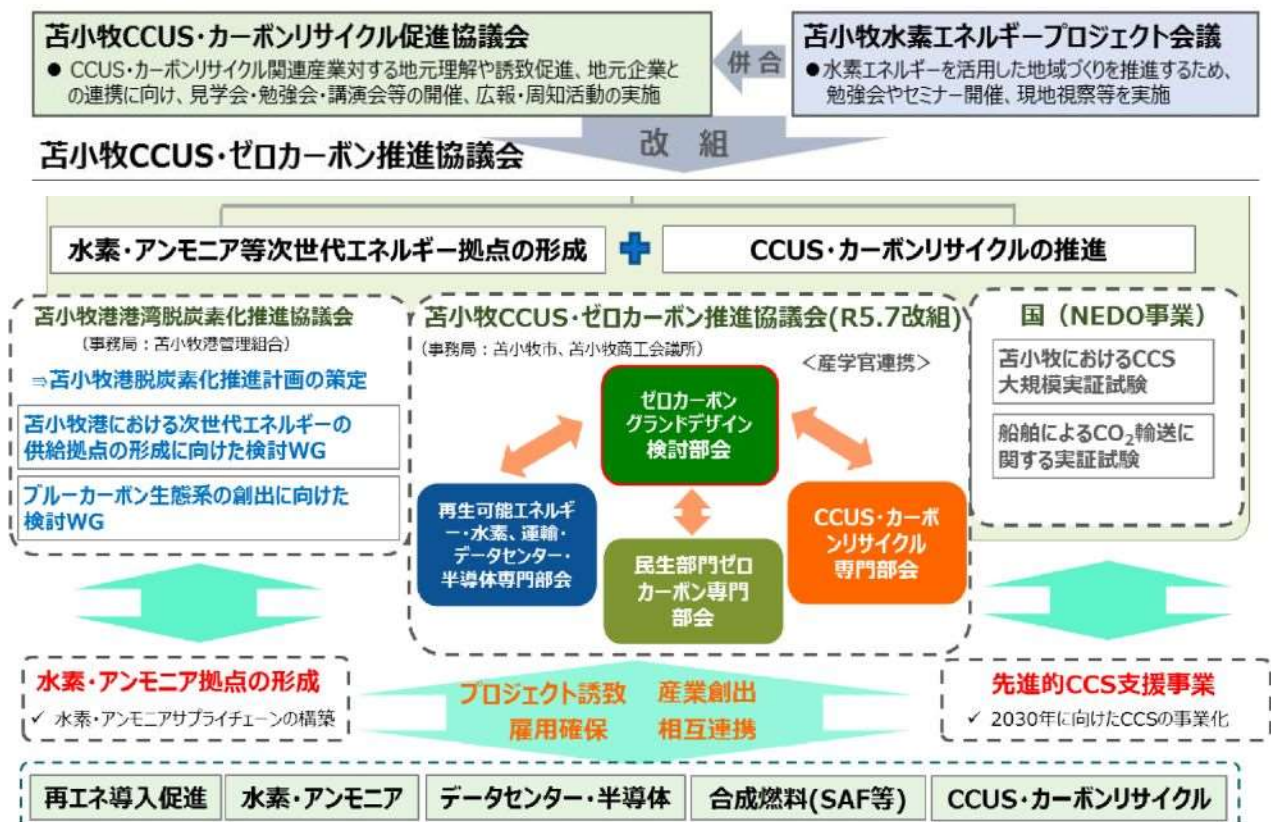 苫小牧CCUS・カーボンリサイクル促進協議会
● CCUS・カーボンリサイクル関連産業対する地元理解や誘致促進、地元企業と
の連携に向け、見学会・勉強会・講演会等の開催、広報・周知活動の実施
併合
苫小牧水素エネルギープロジェクト会議
●水素エネルギーを活用した地域づくりを推進するため、
勉強会やセミナー開催、現地視察等を実施
改 組
苫小牧CCUS・ゼロカーボン推進協議会
水素・アンモニア等次世代エネルギー拠点の形成
CCUS・カーボンリサイクルの推進
苫小牧港港湾脱炭素化推進協議会
（事務局：苫小牧港管理組合）
⇒苫小牧港脱炭素化推進計画の策定
苫小牧港における次世代エネルギーの
供給拠点の形成に向けた検討WG
ブルーカーボン生態系の創出に向けた
検討WG
苫小牧CCUS・ゼロカーボン推進協議会(R5.7改組)
（事務局：苫小牧市、苫小牧商工会議所）
＜産学官連携＞
ゼロカーボン
グランドデザイン
検討部会
再生可能エネルギ
ー・水素、運輸・
データセンター・
半導体専門部会
民生部門ゼロ
カーボン専門
部会
CCUS・カーボ
ンリサイクル
専門部会
国（NEDO事業）
苫小牧におけるCCS
大規模実証試験
船舶によるCO₂輸送に
関する実証試験
水素・アンモニア拠点の形成
✓ 水素・アンモニアサプライチェーンの構築
プロジェクト誘致 産業創出
雇用確保 相互連携
先進的CCS支援事業
✓ 2030年に向けたCCSの事業化
再エネ導入促進
水素・アンモニア
データセンター・半導体
合成燃料(SAF等)
CCUS・カーボンリサイクル